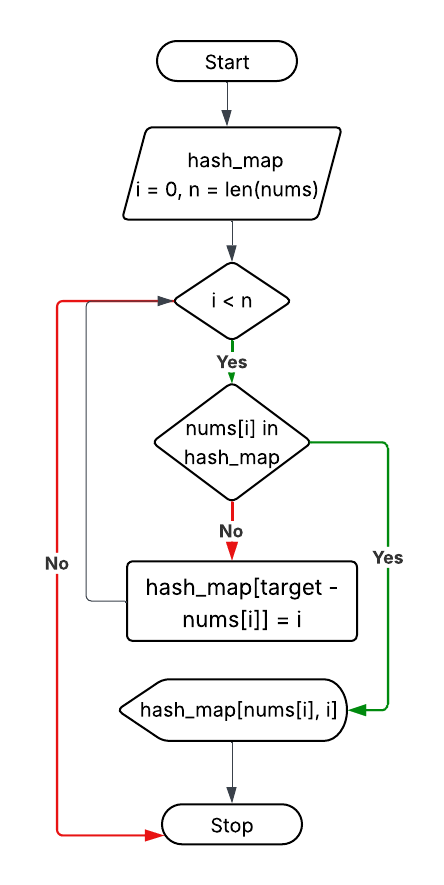 Start
hash_map
i = 0, n = len(nums)
i < n
Yes
nums[i] in
hash_map
No
No
Yes
hash_map[target -
nums[i]] = i
hash_map[nums[i], i]
Stop